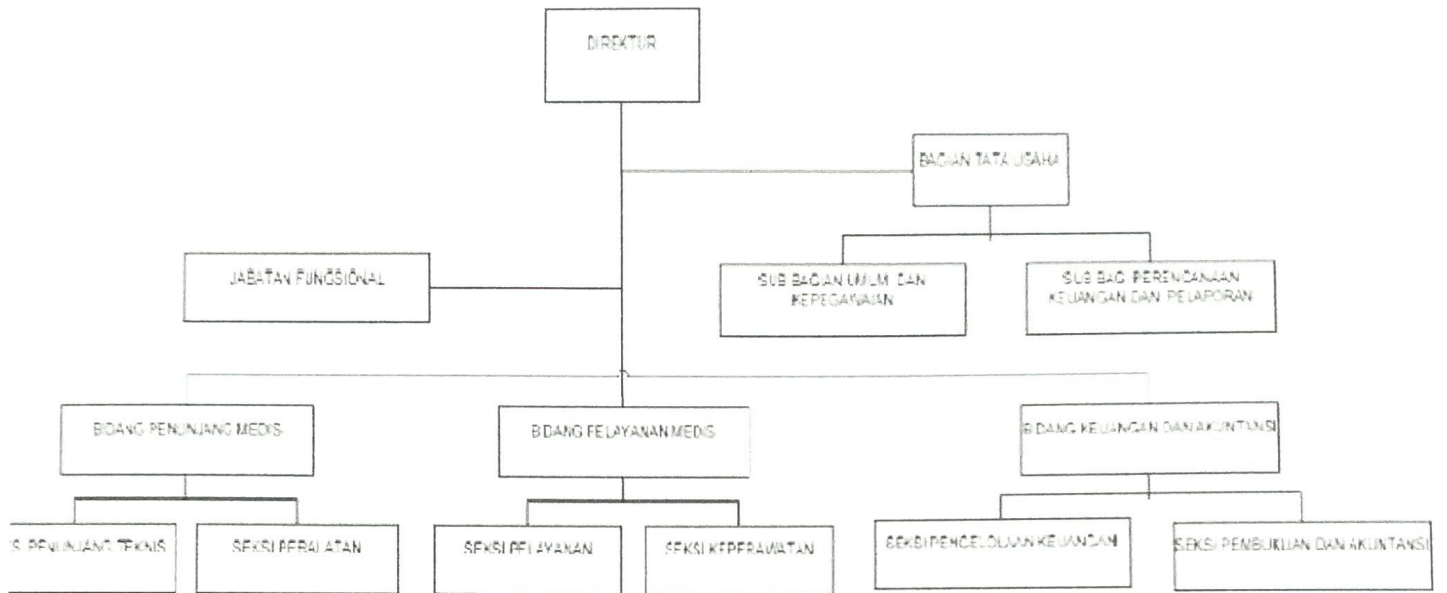 DIREKTUR
BAGIAN TATA USAHA
JABATAN FUNGSIONAL
SUB BAGIAN UMUM DAN
KEPEGAWAIAN
SUB BAG PERENCANAAN
KEUANGAN DAN PELAPORAN
BIDANG PENUNJANG MEDIS
BIDANG PELAYANAN MEDIS
BIDANG KEUANGAN DAN AKUNTANSI
PENUNJANG TEKNIS
SEKSI PERALATAN
SEKSI PELAYANAN
SEKSI KEPERAWATAN
SEKSI PENGELOLAAN KEUANGAN
SEKSI PEMBUKUAN DAN AKUNTANSI